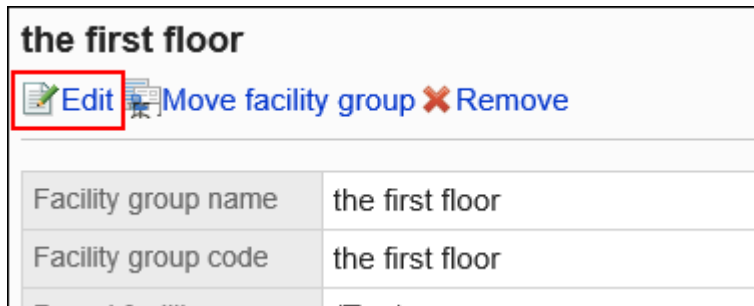 the first floor
Edit Move facility group Remove
Facility group name the first floor
Facility group code the first floor